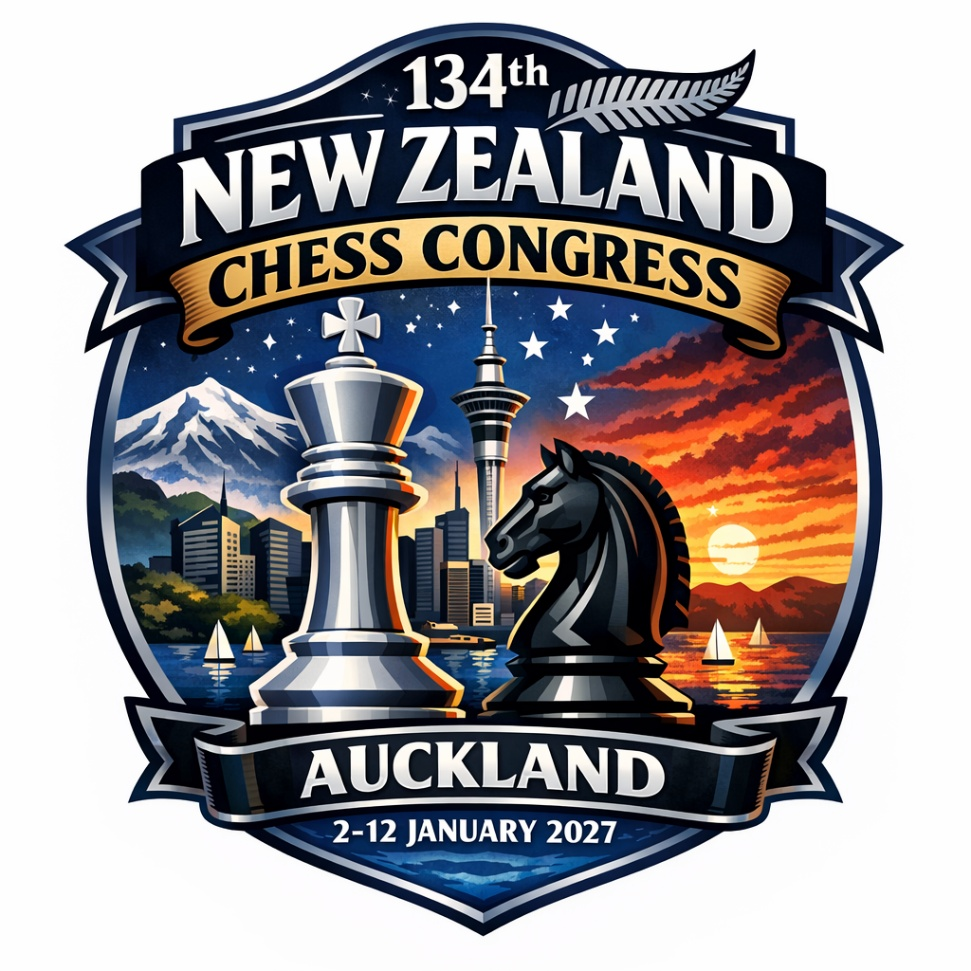 134th
NEW ZEALAND
CHESS CONGRESS
AUCKLAND
2-12 JANUARY 2027